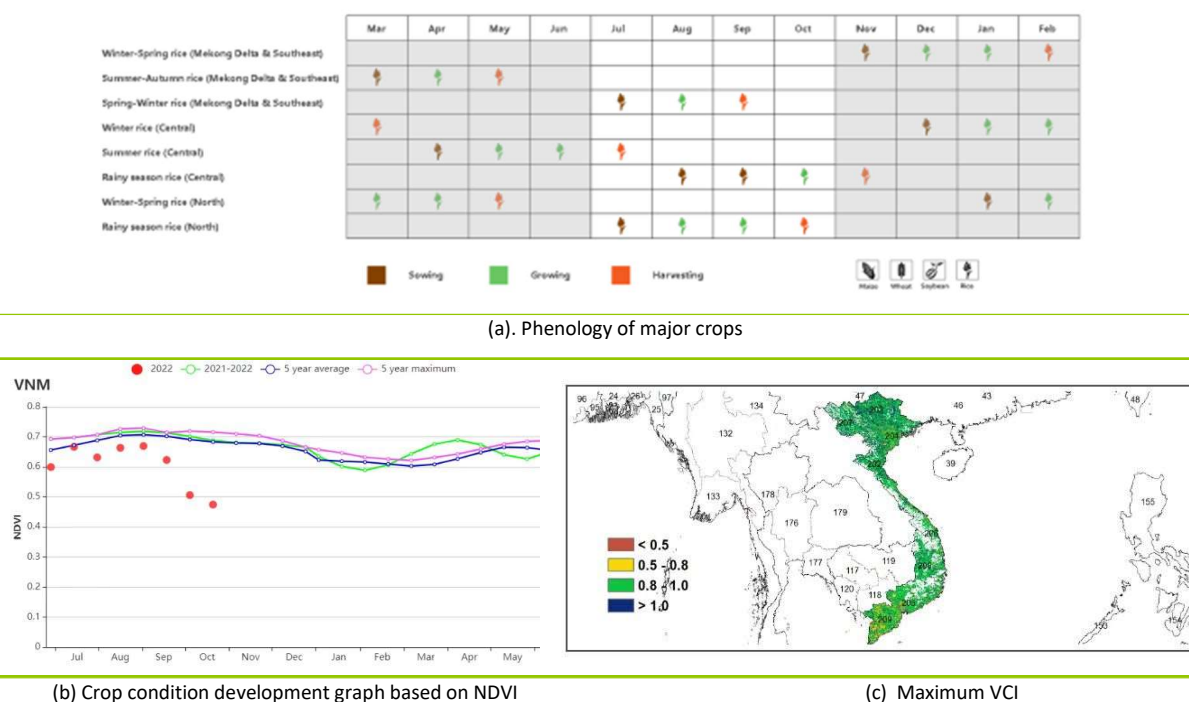 Mar Apr May Jun Jul Aug Sep Oct Nov Dec Jan Feb
Winter-Spring rice (Mekong Delta & Southeast)
Summer-Autumn rice (Mekong Delta & Southeast)
Spring-Winter rice (Mekong Delta & Southeast)
Winter rice (Central)
Summer rice (Central)
Rainy season rice (Central)
Winter-Spring rice (North)
Rainy season rice (North)
Sowing Growing Harvesting
Maize Wheat Soybean Rice
(a). Phenology of major crops
2022 2021-2022 5 year average 5 year maximum
VNM
NDVI
0.8
0.7
0.6
0.5
0.4
0.3
0.2
0.1
0
Jul Aug Sep Oct Nov Dec Jan Feb Mar Apr May
(b) Crop condition development graph based on NDVI
96 24 26 97 134 47 43 48
95 25 46
132
39
202
133 178 155
176 179
177 117 119
120 118
209
153
< 0.5
0.5 - 0.8
0.8 - 1.0
> 1.0
(c) Maximum VCI